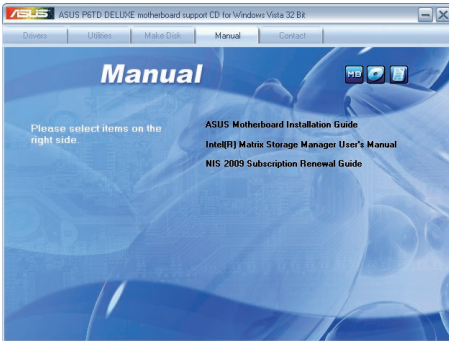 ASUS P6TD DELUXE motherboard support CD for Windows Vista 32 Bit
Drivers Utilities Make Disk Manual Contact
Manual
MB
Please select items on the
right side.
ASUS Motherboard Installation Guide
Intel(R) Matrix Storage Manager User's Manual
NIS 2009 Subscription Renewal Guide